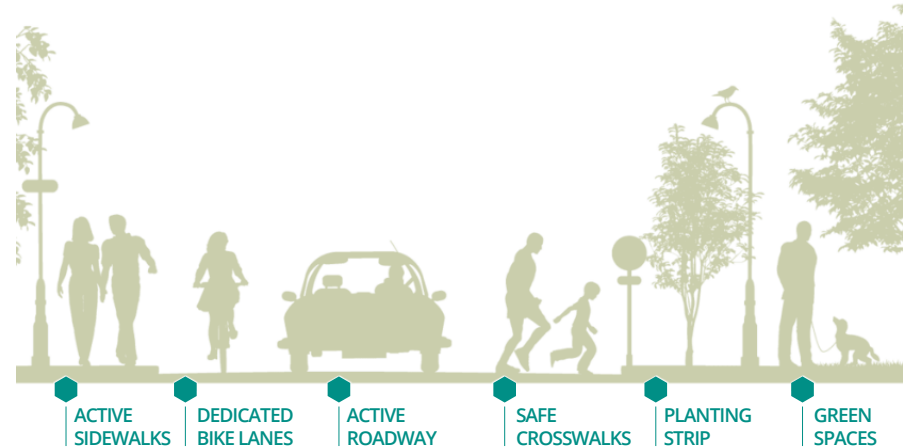 ACTIVE
SIDEWALKS
DEDICATED
BIKE LANES
ACTIVE
ROADWAY
SAFE
CROSSWALKS
PLANTING
STRIP
GREEN
SPACES